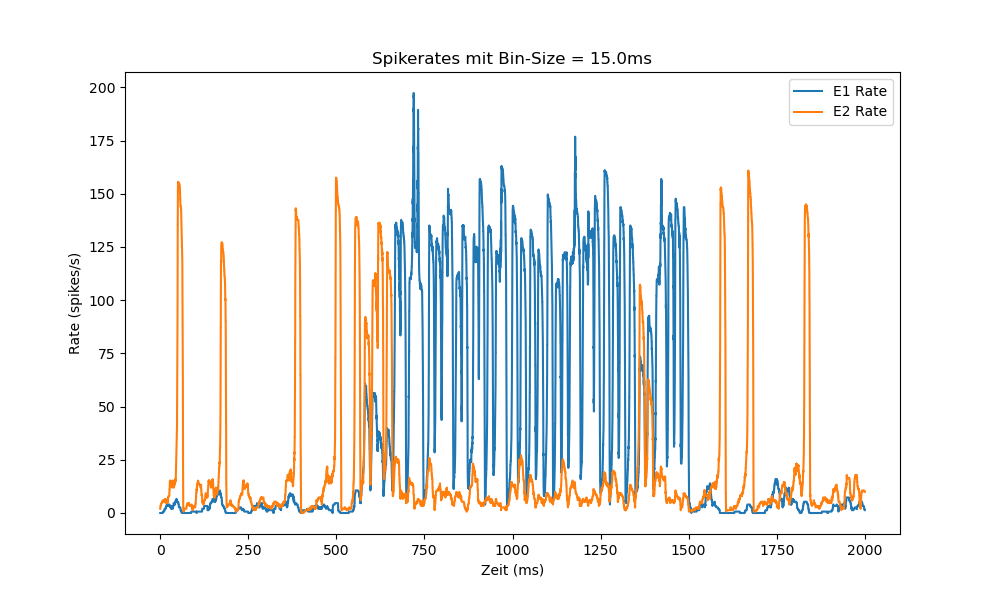 Spikerates mit Bin-Size = 15.0ms
E1 Rate
E2 Rate
200
175
150
125
100
75
50
25
0
Rate (spikes/s)
0 250 500 750 1000 1250 1500 1750 2000
Zeit (ms)